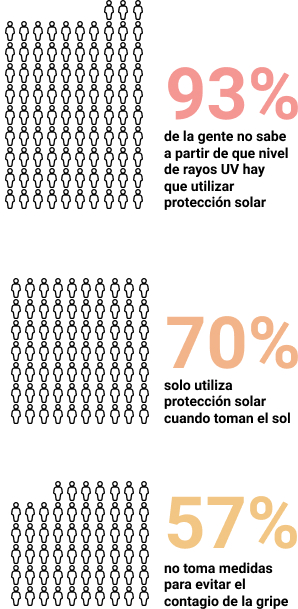 93%
de la gente no sabe
a partir de que nivel
de rayos UV hay
que utilizar
protección solar
70%
solo utiliza
protección solar
cuando toman el sol
57%
no toma medidas
para evitar el
contagio de la gripe